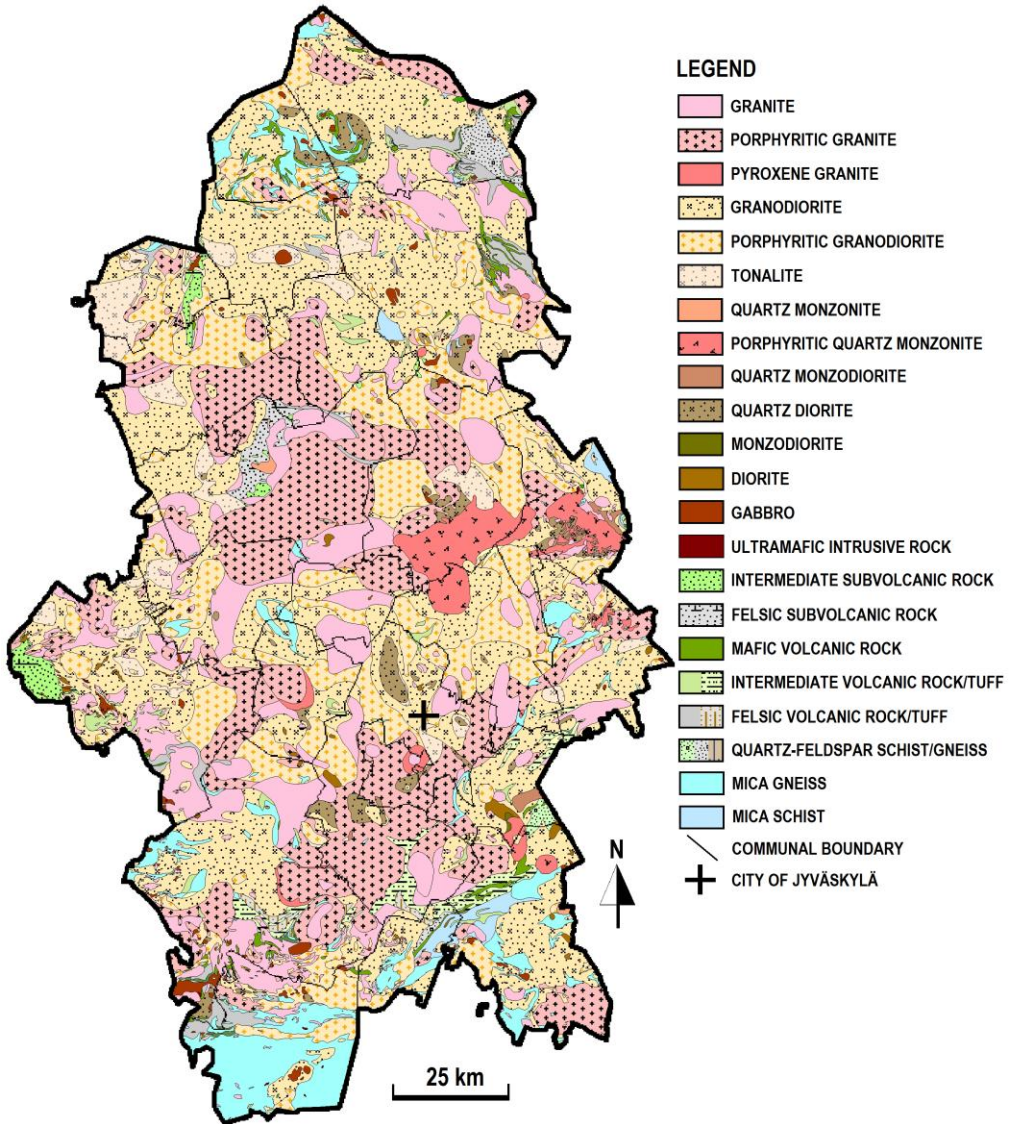 LEGEND
GRANITE
PORPHYRITIC GRANITE
PYROXENE GRANITE
GRANODIORITE
PORPHYRITIC GRANODIORITE
TONALITE
QUARTZ MONZONITE
PORPHYRITIC QUARTZ MONZONITE
QUARTZ MONZODIORITE
QUARTZ DIORITE
MONZODIORITE
DIORITE
GABBRO
ULTRAMAFIC INTRUSIVE ROCK
INTERMEDIATE SUBVOLCANIC ROCK
FELSIC SUBVOLCANIC ROCK
MAFIC VOLCANIC ROCK
INTERMEDIATE VOLCANIC ROCK/TUFF
FELSIC VOLCANIC ROCK/TUFF
QUARTZ-FELDSPAR SCHIST/GNEISS
MICA GNEISS
MICA SCHIST
COMMUNAL BOUNDARY
CITY OF JYVÄSKYLÄ
N
25 km